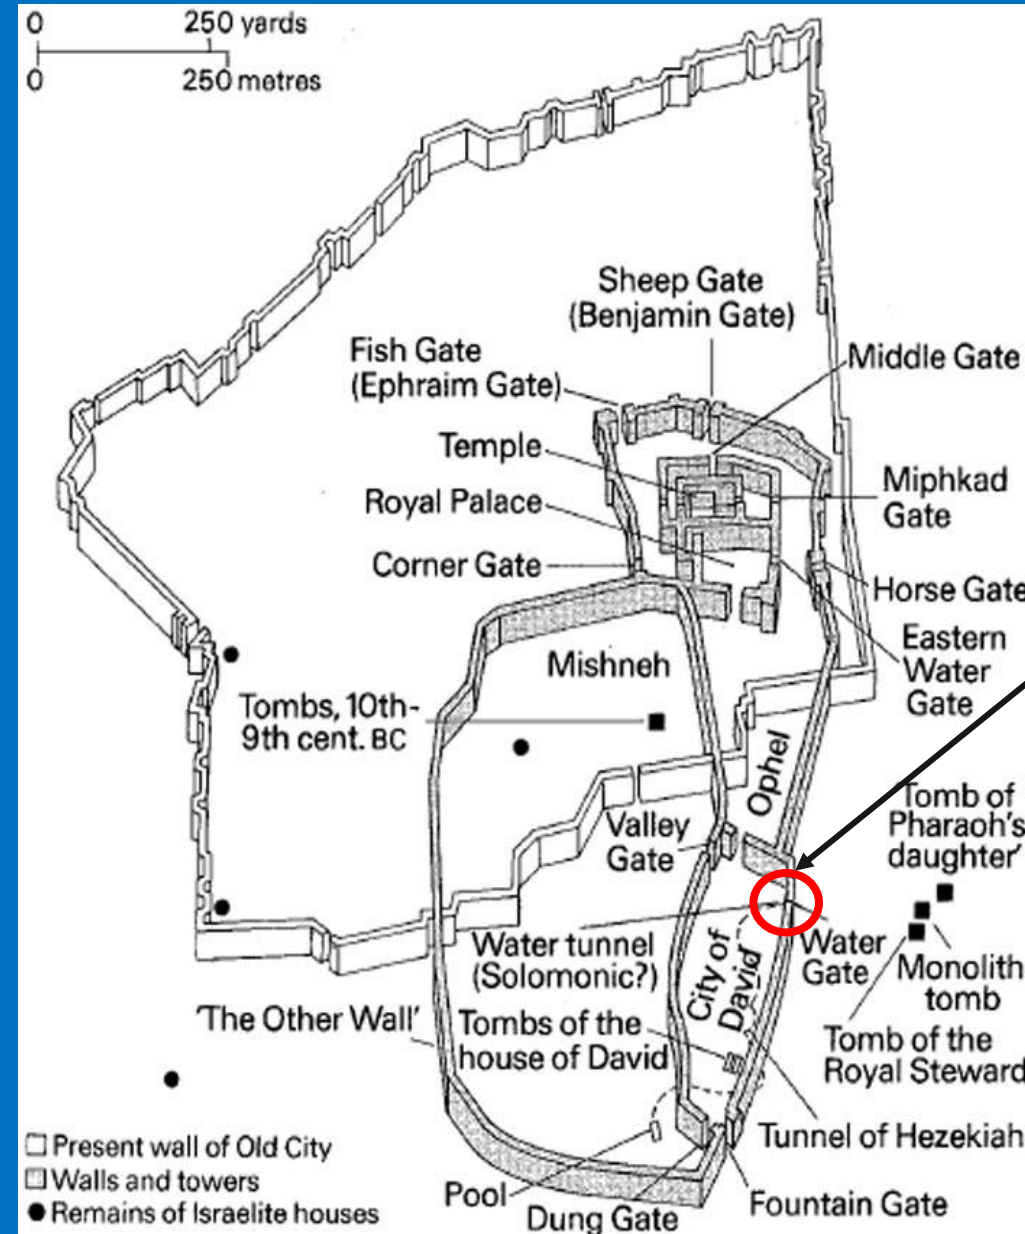 0 250 yards
0 250 metres
Sheep Gate
(Benjamin Gate)
Fish Gate
(Ephraim Gate)
Middle Gate
Temple
Miphkad
Gate
Royal Palace
Corner Gate
Horse Gate
Eastern
Water
Gate
Mishneh
Tombs, 10th-
9th cent. BC
Ophel
Tomb of
Pharaoh's
daughter'
Valley
Gate
Water tunnel
(Solomonic?)
City of
David
Water
Gate
Monolith
tomb
'The Other Wall'
Tombs of the
house of David
Tomb of the
Royal Steward
Tunnel of Hezekiah
Present wall of Old City
Walls and towers
Remains of Israelite houses
Pool
Dung Gate
Fountain Gate